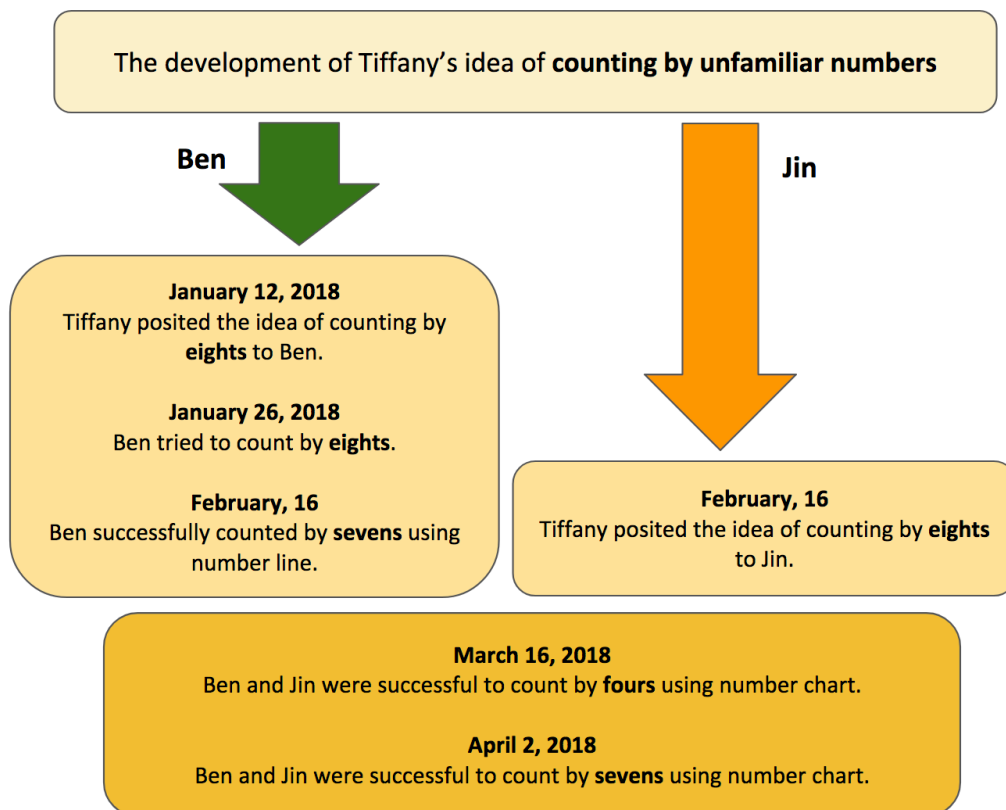 The development of Tiffany’s idea of counting by unfamiliar numbers
Ben
Jin
January 12, 2018
Tiffany posited the idea of counting by
eights to Ben.
January 26, 2018
Ben tried to count by eights.
February, 16
Ben successfully counted by sevens using
number line.
February, 16
Tiffany posited the idea of counting by eights
to Jin.
March 16, 2018
Ben and Jin were successful to count by fours using number chart.
April 2, 2018
Ben and Jin were successful to count by sevens using number chart.